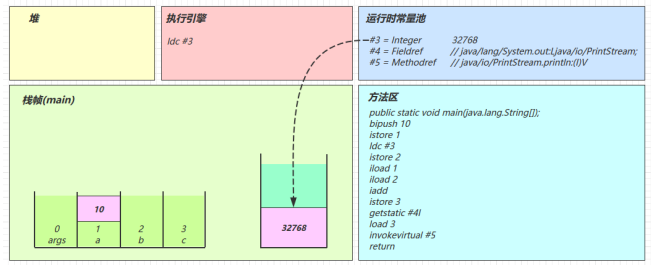 堆
执行引擎
ldc #3
运行时常量池
#3 = Integer 32768
#4 = Fieldref // java/lang/System.out:Ljava/io/PrintStream;
#5 = Methodref // java/io/PrintStream.println:(I)V
栈帧(main)
10
0 1 2 3
args a b c
32768
方法区
public static void main(java.lang.String[]);
bipush 10
istore 1
ldc #3
istore 2
iload 1
iload 2
iadd
istore 3
getstatic #4l
load 3
invokevirtual #5
return